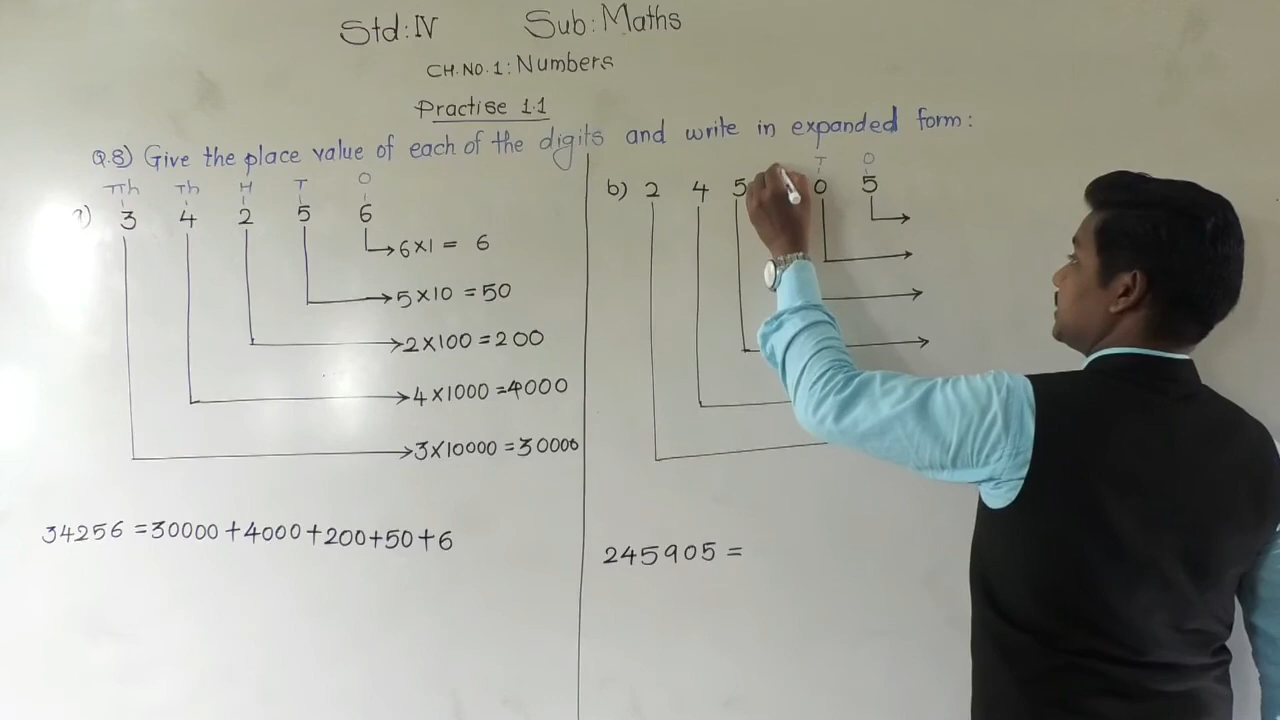 Std: IV Sub: Maths
CH. NO. 1: Numbers
Practise 1.1
Q.8) Give the place value of each of the digits and write in expanded form:
TTh Th H T O
a) 3 4 2 5 6
6×1 = 6
5×10 = 50
2×100 = 200
4×1000 = 4000
3×10000 = 30000
34256 = 30000+4000+200+50+6
T O
b) 2 4 5 0 5
245905 =